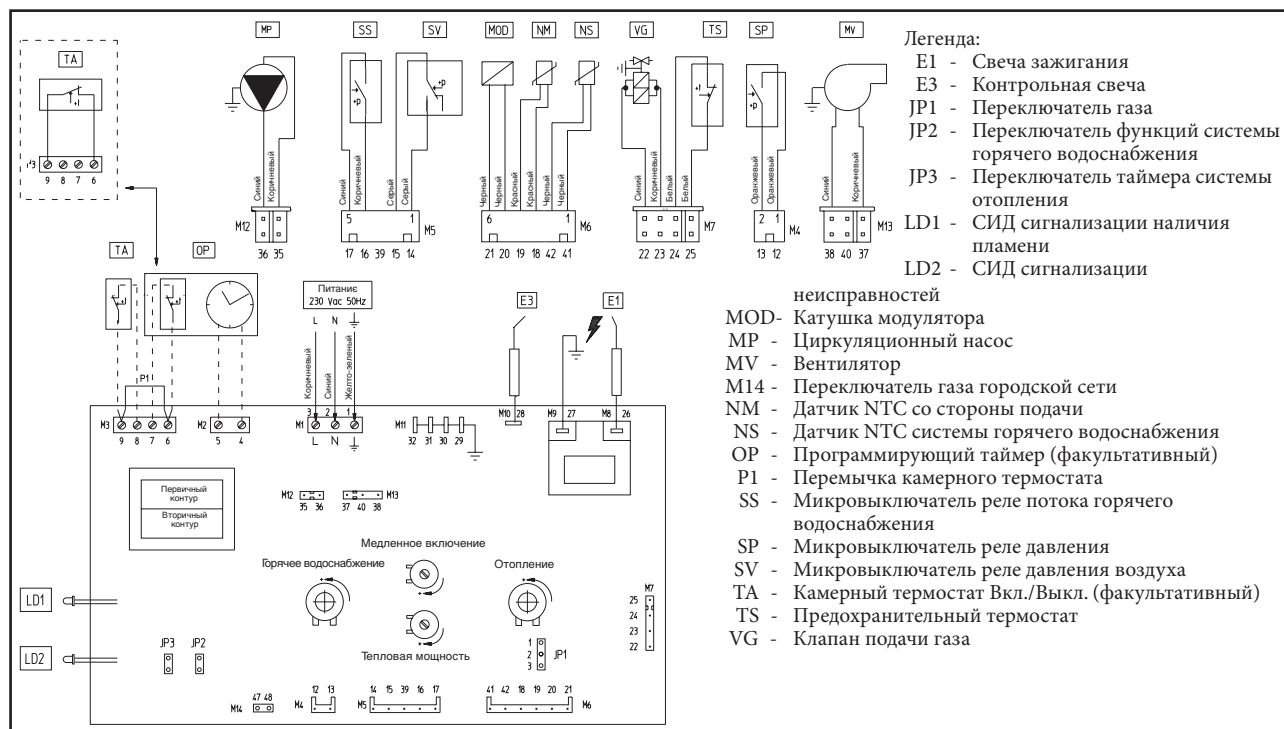 MP
SS
SV
MOD
NM
NS
VG
TS
SP
MV
TA
9 8 7 6
Синий
Коричневый
M12
36 35
Синий
Коричневый
Серый
Серый
5 1
M5
17 16 39 15 14
Черный
Черный
Красный
Красный
Черный
Черный
6 1
M6
21 20 19 18 42 41
Синий
Коричневый
Белый
Белый
M7
22 23 24 25
Оранжевый
Оранжевый
2 1
M4
13 12
Синий
Коричневый
M13
38 40 37
TA
OP
Питание
230 Vac 50Hz
L N
Коричневый
Синий
Желто-зеленый
E3
E1
P1
M3
9 8 7 6
M2
5 4
3 2 1
M1
L N
M11
32 31 30 29
M10 28
M9 27
M8 26
Первичный
контур
Вторичный
контур
M12
35 36
M13
37 40 38
Медленное включение
Горячее водоснабжение
Отопление
Тепловая мощность
LD1
LD2
JP3 JP2
1
2
3
JP1
M7
25
24
23
22
47 48
M14
12 13
M4
14 15 39 16 17
M5
41 42 18 19 20 21
M6
Легенда:
E1 - Свеча зажигания
E3 - Контрольная свеча
JP1 - Переключатель газа
JP2 - Переключатель функций системы
горячего водоснабжения
JP3 - Переключатель таймера системы
отопления
LD1 - СИД сигнализации наличия
пламени
LD2 - СИД сигнализации
неисправностей
MOD- Катушка модулятора
MP - Циркуляционный насос
MV - Вентилятор
M14 - Переключатель газа городской сети
NM - Датчик NTC со стороны подачи
NS - Датчик NTC системы горячего водоснабжения
OP - Программирующий таймер (факультативный)
P1 - Перемычка камерного термостата
SS - Микровыключатель реле потока горячего
водоснабжения
SP - Микровыключатель реле давления
SV - Микровыключатель реле давления воздуха
TA - Камерный термостат Вкл./Выкл. (факультативный)
TS - Предохранительный термостат
VG - Клапан подачи газа